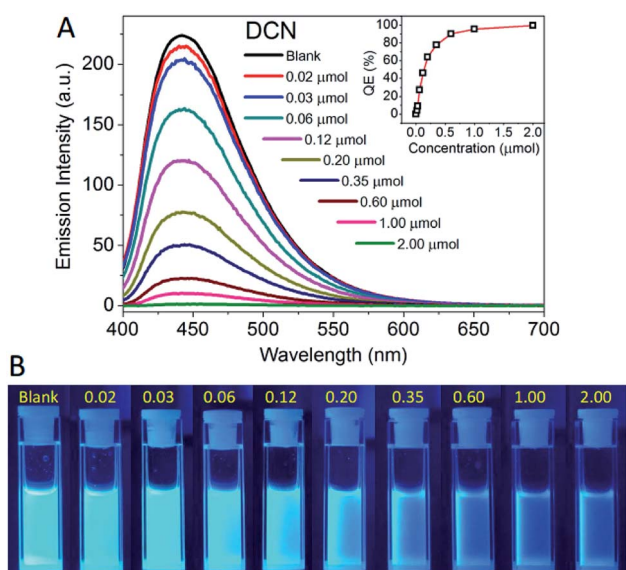 A
DCN
Blank
0.02 µmol
0.03 µmol
0.06 µmol
0.12 µmol
0.20 µmol
0.35 µmol
0.60 µmol
1.00 µmol
2.00 µmol
Emission Intensity (a.u.)
200
150
100
50
0
400 450 500 550 600 650 700
Wavelength (nm)
QE (%)
100
80
60
40
20
0
0.0 0.5 1.0 1.5 2.0
Concentration (µmol)
B
Blank 0.02 0.03 0.06 0.12 0.20 0.35 0.60 1.00 2.00